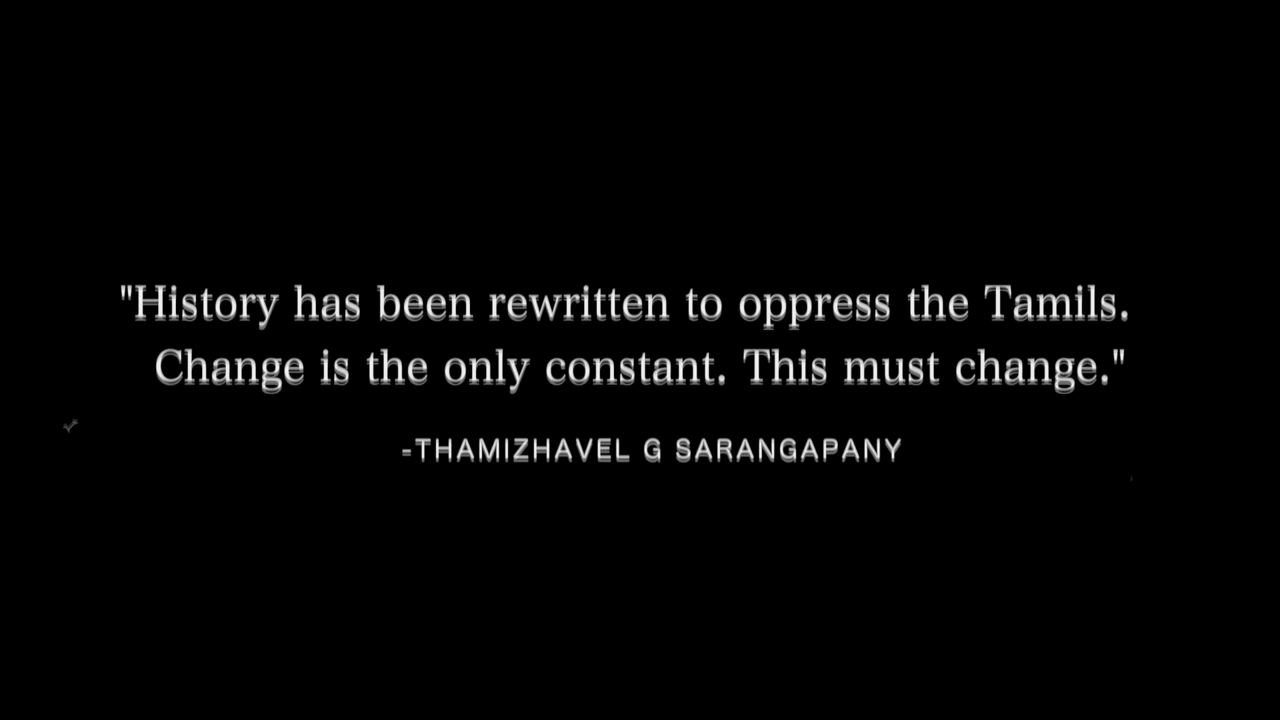 "History has been rewritten to oppress the Tamils.
Change is the only constant. This must change."
-THAMIZHAVEL G SARANGAPANY